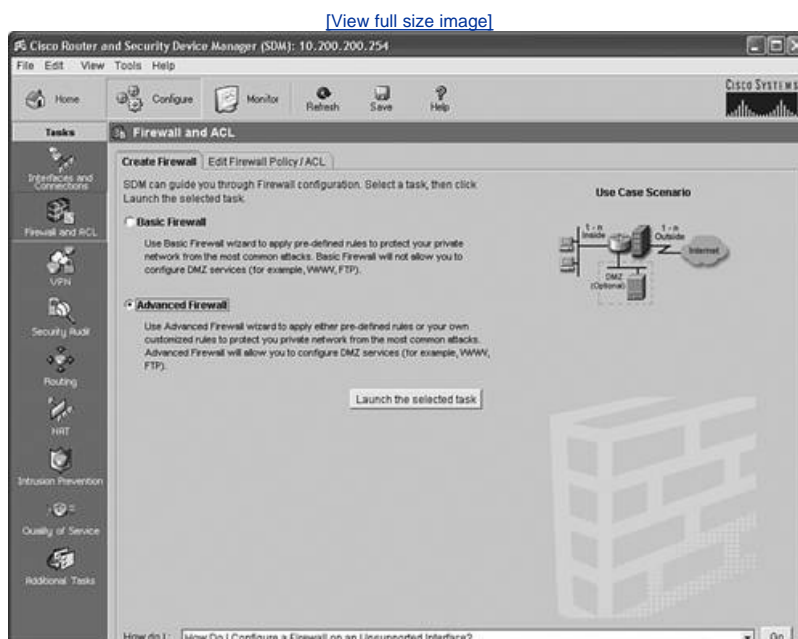 [View full size image]
Cisco Router and Security Device Manager (SDM): 10.200.200.254
File Edit View Tools Help
Home
Configure
Monitor
Refresh
Save
Help
CISCO SYSTEMS
Tasks
Firewall and ACL
Interfaces and Connections
Firewall and ACL
VPN
Security Audit
Routing
NAT
Intrusion Prevention
Quality of Service
Additional Tasks
Create Firewall
Edit Firewall Policy / ACL
SDM can guide you through Firewall configuration. Select a task, then click
Launch the selected task.
Basic Firewall
Use Basic Firewall wizard to apply pre-defined rules to protect your private
network from the most common attacks. Basic Firewall will not allow you to
configure DMZ services (for example, WWW, FTP).
Advanced Firewall
Use Advanced Firewall wizard to apply either pre-defined rules or your own
customized rules to protect you private network from the most common attacks.
Advanced Firewall will allow you to configure DMZ services (for example, WWW,
FTP).
Launch the selected task
Use Case Scenario
1 - n
Inside
1 - n
Outside
Internet
DMZ
(Optional)
How do I: How Do I Configure a Firewall on an Unsupported Interface?
Go